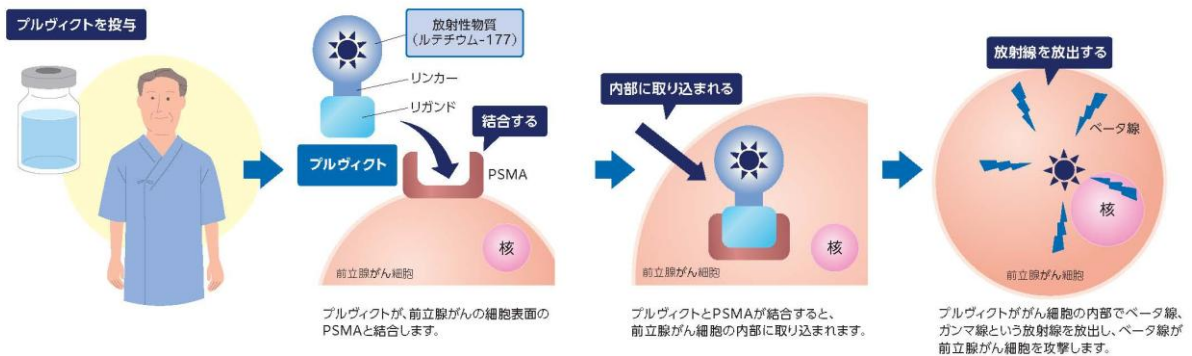 プルヴィクトを投与
放射性物質
（ルテチウム-177）
リンカー
リガンド
プルヴィクト
結合する
PSMA
核
前立腺がん細胞
プルヴィクトが、前立腺がんの細胞表面の
PSMAと結合します。
内部に取り込まれる
核
前立腺がん細胞
プルヴィクトとPSMAが結合すると、
前立腺がん細胞の内部に取り込まれます。
放射線を放出する
ベータ線
核
前立腺がん細胞
プルヴィクトががん細胞の内部でベータ線、
ガンマ線という放射線を放出し、ベータ線が
前立腺がん細胞を攻撃します。